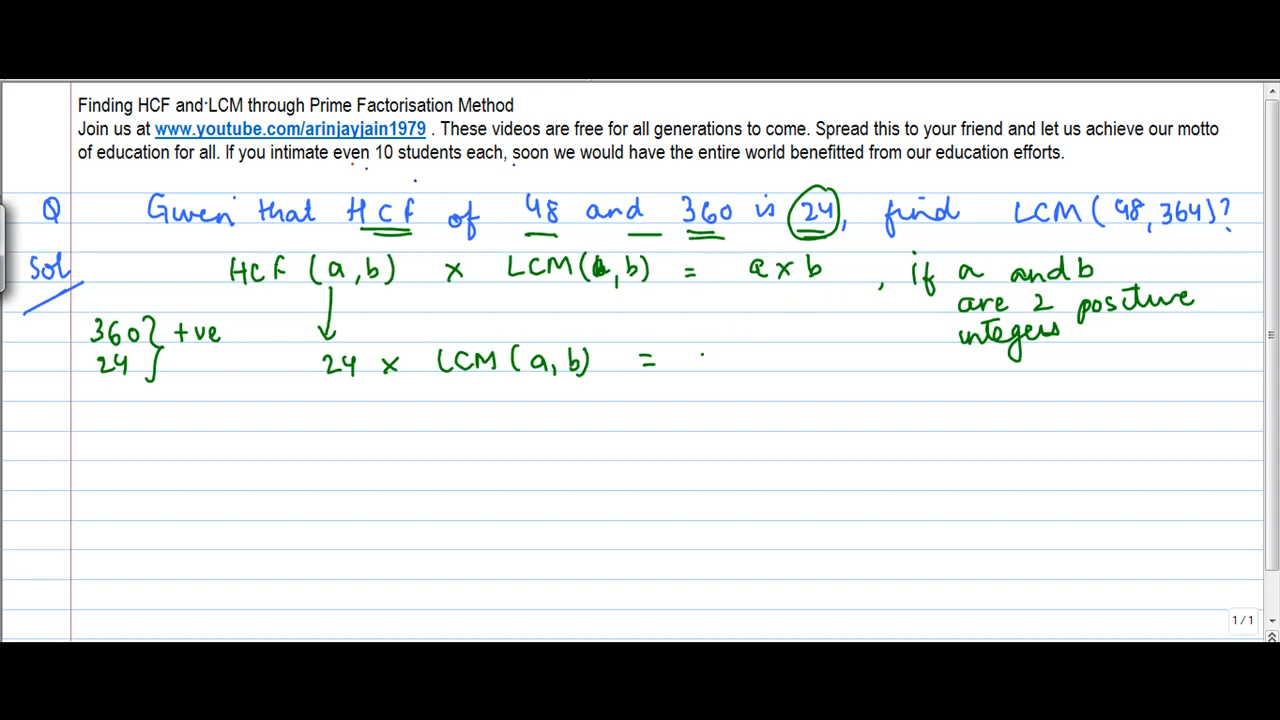 Finding HCF and LCM through Prime Factorisation Method
Join us at www.youtube.com/arinjayjain1979 . These videos are free for all generations to come. Spread this to your friend and let us achieve our motto
of education for all. If you intimate even 10 students each, soon we would have the entire world benefitted from our education efforts.
Q Given that HCF of 48 and 360 is 24, find LCM (48, 364)?
Sol HCF (a, b) x LCM (a, b) = a x b , if a and b
are 2 positive
integers
360 } +ve
24
24 x LCM (a, b) =
1 / 1